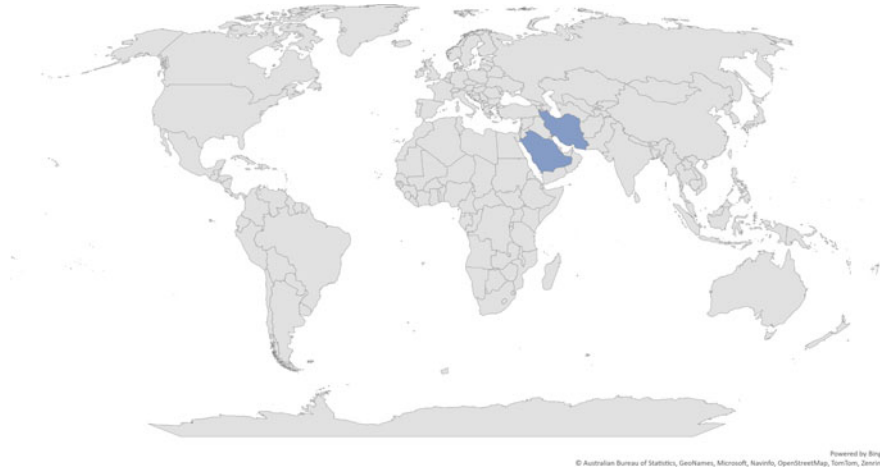 Powered by Bing
© Australian Bureau of Statistics, GeoNames, Microsoft, Navinfo, OpenStreetMap, TomTom, Zenrin